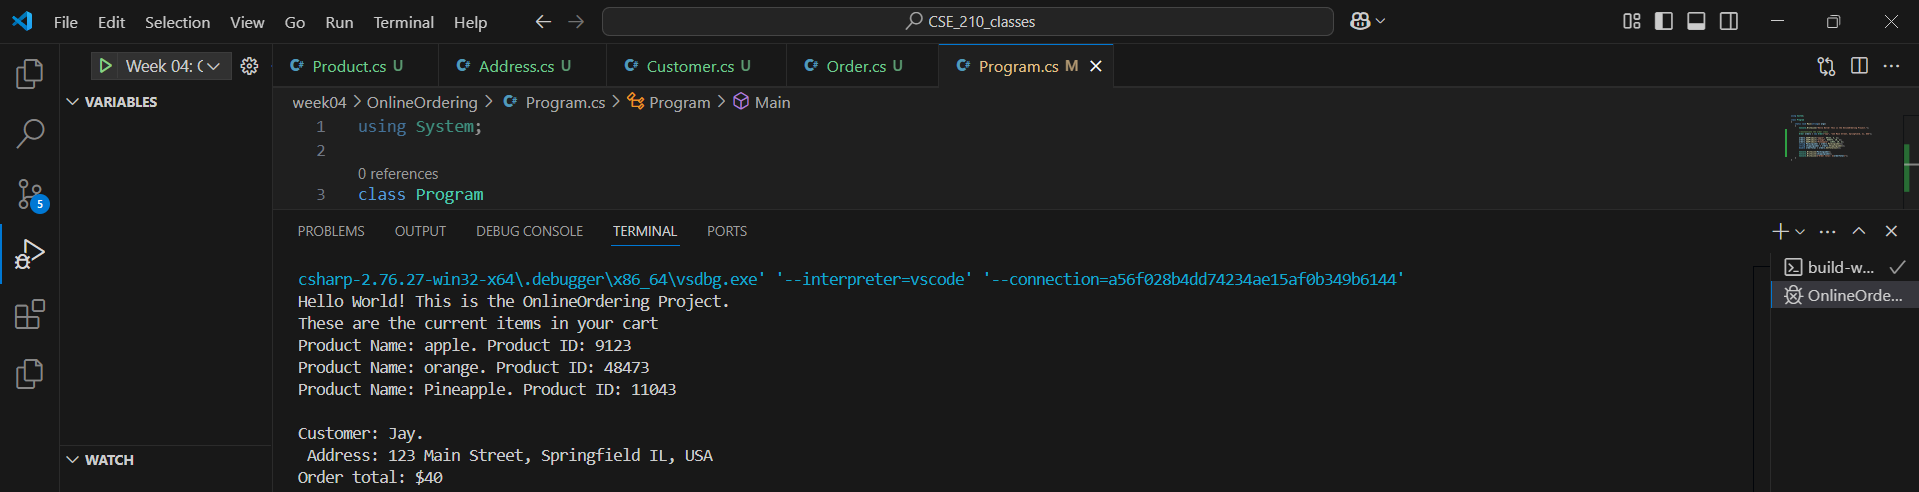 File Edit Selection View Go Run Terminal Help
CSE_210_classes
Week 04: C
Product.cs U
Address.cs U
Customer.cs U
Order.cs U
Program.cs M
VARIABLES
week04 > OnlineOrdering > Program.cs > Program > Main
1 using System;
2
0 references
3 class Program
5
PROBLEMS OUTPUT DEBUG CONSOLE TERMINAL PORTS
csharp-2.76.27-win32-x64\.debugger\x86_64\vsdbg.exe' '--interpreter=vscode' '--connection=a56f028b4dd74234ae15af0b349b6144'
Hello World! This is the OnlineOrdering Project.
These are the current items in your cart
Product Name: apple. Product ID: 9123
Product Name: orange. Product ID: 48473
Product Name: Pineapple. Product ID: 11043
Customer: Jay.
Address: 123 Main Street, Springfield IL, USA
Order total: $40
build-w...
OnlineOrde...
WATCH